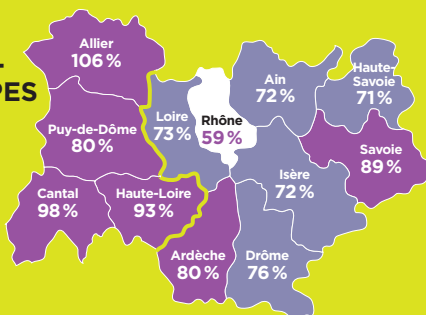 PES
Allier
106 %
Puy-de-Dôme
80 %
Cantal
98 %
Haute-Loire
93 %
Loire
73 %
Rhône
59 %
Ain
72 %
Haute-
Savoie
71 %
Savoie
89 %
Isère
72 %
Ardèche
80 %
Drôme
76 %